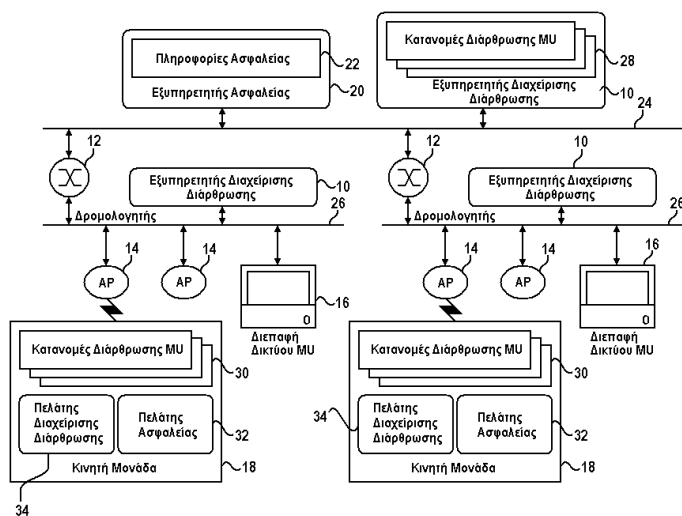 Πληροφορίες Ασφαλείας
22
Εξυπηρετητής Ασφαλείας
20
Κατανομές Διάρθρωσης MU
28
Εξυπηρετητής Διαχείρισης
Διάρθρωσης
10
24
12
Εξυπηρετητής Διαχείρισης
Διάρθρωσης
10
Δρομολογητής
26
12
10
Εξυπηρετητής Διαχείρισης
Διάρθρωσης
Δρομολογητής
26
14
AP
14
AP
16
Διεπαφή
Δικτύου MU
14
AP
14
AP
16
Διεπαφή
Δικτύου MU
Κατανομές Διάρθρωσης MU
30
Πελάτης
Διαχείρισης
Διάρθρωσης
Πελάτης
Ασφαλείας
32
Κινητή Μονάδα
18
34
Κατανομές Διάρθρωσης MU
30
34
Πελάτης
Διαχείρισης
Διάρθρωσης
Πελάτης
Ασφαλείας
32
Κινητή Μονάδα
18